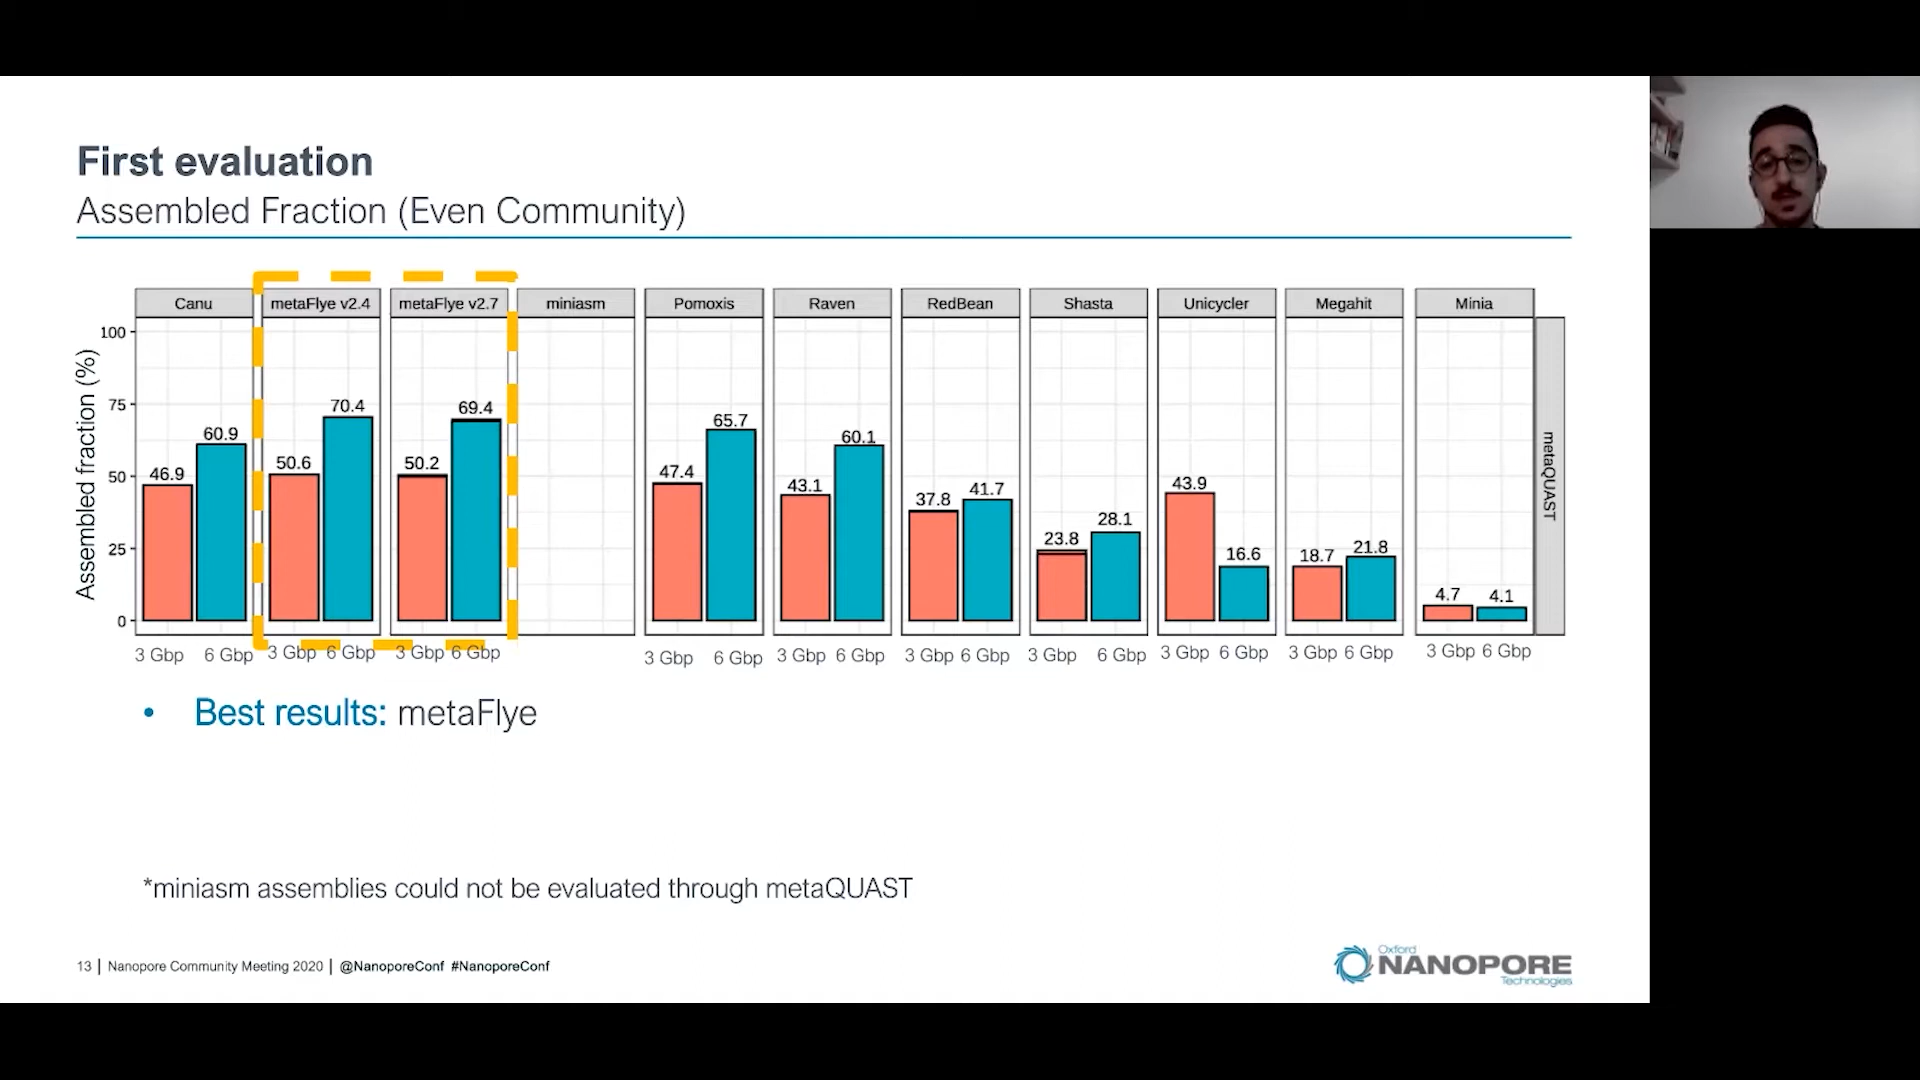 First evaluation
Assembled Fraction (Even Community)
Canu metaFlye v2.4 metaFlye v2.7 miniasm Pomoxis Raven RedBean Shasta Unicycler Megahit Minia
Assembled fraction (%)
100
75
50
25
0
46.9 60.9 50.6 70.4 50.2 69.4 47.4 65.7 43.1 60.1 37.8 41.7 23.8 28.1 43.9 16.6 18.7 21.8 4.7 4.1
metaQUAST
3 Gbp 6 Gbp 3 Gbp 6 Gbp 3 Gbp 6 Gbp 3 Gbp 6 Gbp 3 Gbp 6 Gbp 3 Gbp 6 Gbp 3 Gbp 6 Gbp 3 Gbp 6 Gbp 3 Gbp 6 Gbp 3 Gbp 6 Gbp
• Best results: metaFlye
*miniasm assemblies could not be evaluated through metaQUAST
13 | Nanopore Community Meeting 2020 | @NanoporeConf #NanoporeConf
Oxford
NANOPORE
Technologies